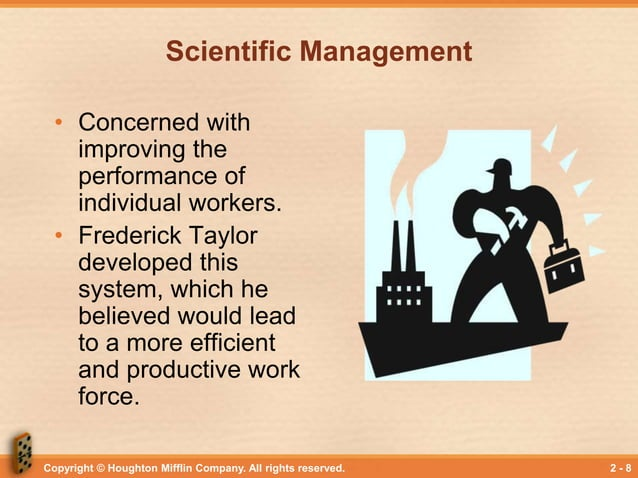 Scientific Management
• Concerned with
improving the
performance of
individual workers.
• Frederick Taylor
developed this
system, which he
believed would lead
to a more efficient
and productive work
force.
Copyright © Houghton Mifflin Company. All rights reserved.
2 - 8